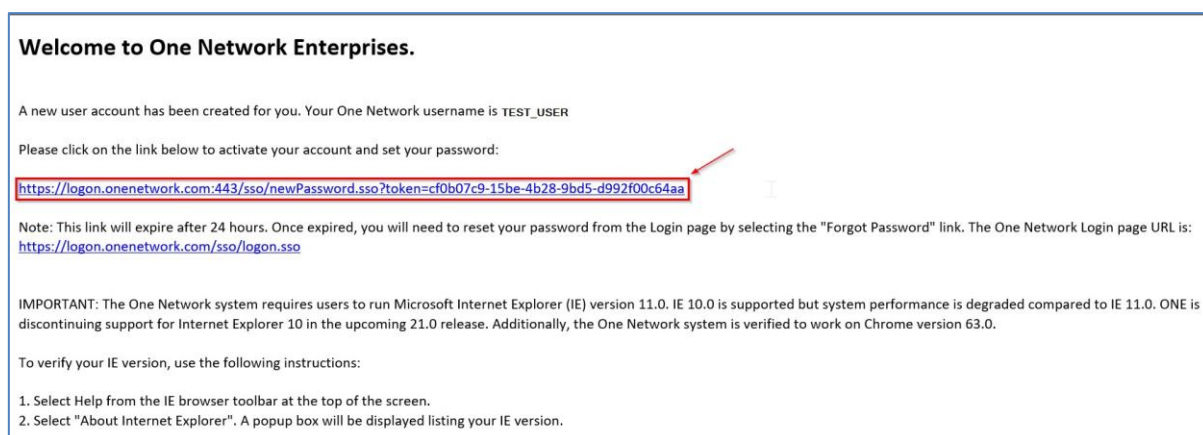 Welcome to One Network Enterprises.
A new user account has been created for you. Your One Network username is TEST_USER
Please click on the link below to activate your account and set your password:
https://logon.onenetwork.com:443/sso/newPassword.sso?token=cf0b07c9-15be-4b28-9bd5-d992f00c64aa
Note: This link will expire after 24 hours. Once expired, you will need to reset your password from the Login page by selecting the "Forgot Password" link. The One Network Login page URL is:
https://logon.onenetwork.com/sso/logon.sso
IMPORTANT: The One Network system requires users to run Microsoft Internet Explorer (IE) version 11.0. IE 10.0 is supported but system performance is degraded compared to IE 11.0. ONE is
discontinuing support for Internet Explorer 10 in the upcoming 21.0 release. Additionally, the One Network system is verified to work on Chrome version 63.0.
To verify your IE version, use the following instructions:
1. Select Help from the IE browser toolbar at the top of the screen.
2. Select "About Internet Explorer". A popup box will be displayed listing your IE version.